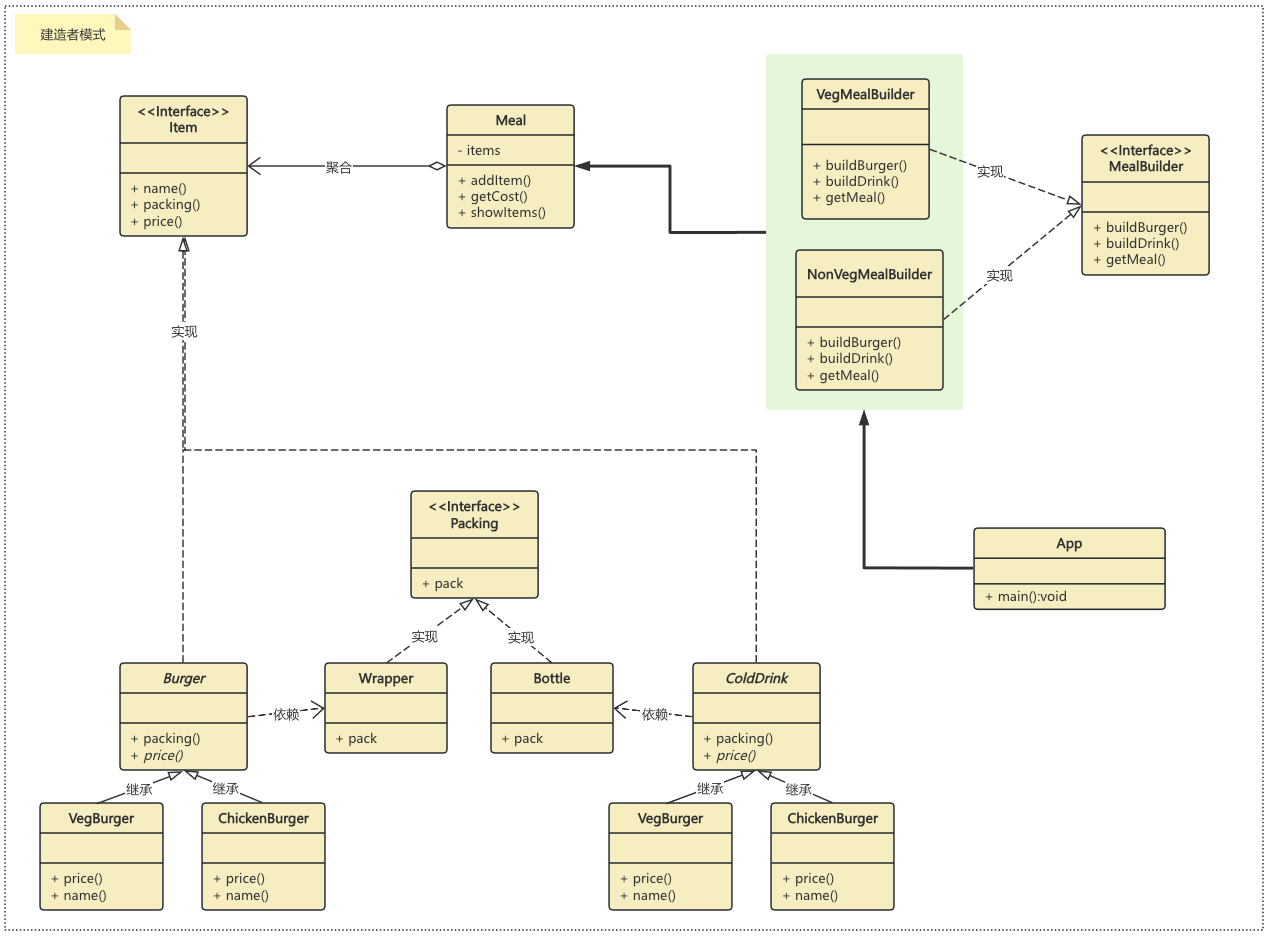 建造者模式
<<Interface>>
Item
+ name()
+ packing()
+ price()
聚合
Meal
- items
+ addItem()
+ getCost()
+ showItems()
VegMealBuilder
+ buildBurger()
+ buildDrink()
+ getMeal()
实现
<<Interface>>
MealBuilder
+ buildBurger()
+ buildDrink()
+ getMeal()
NonVegMealBuilder
+ buildBurger()
+ buildDrink()
+ getMeal()
实现
实现
<<Interface>>
Packing
+ pack
App
+ main():void
实现
实现
Burger
+ packing()
+ price()
依赖
Wrapper
+ pack
Bottle
+ pack
依赖
ColdDrink
+ packing()
+ price()
继承
继承
继承
继承
VegBurger
+ price()
+ name()
ChickenBurger
+ price()
+ name()
VegBurger
+ price()
+ name()
ChickenBurger
+ price()
+ name()